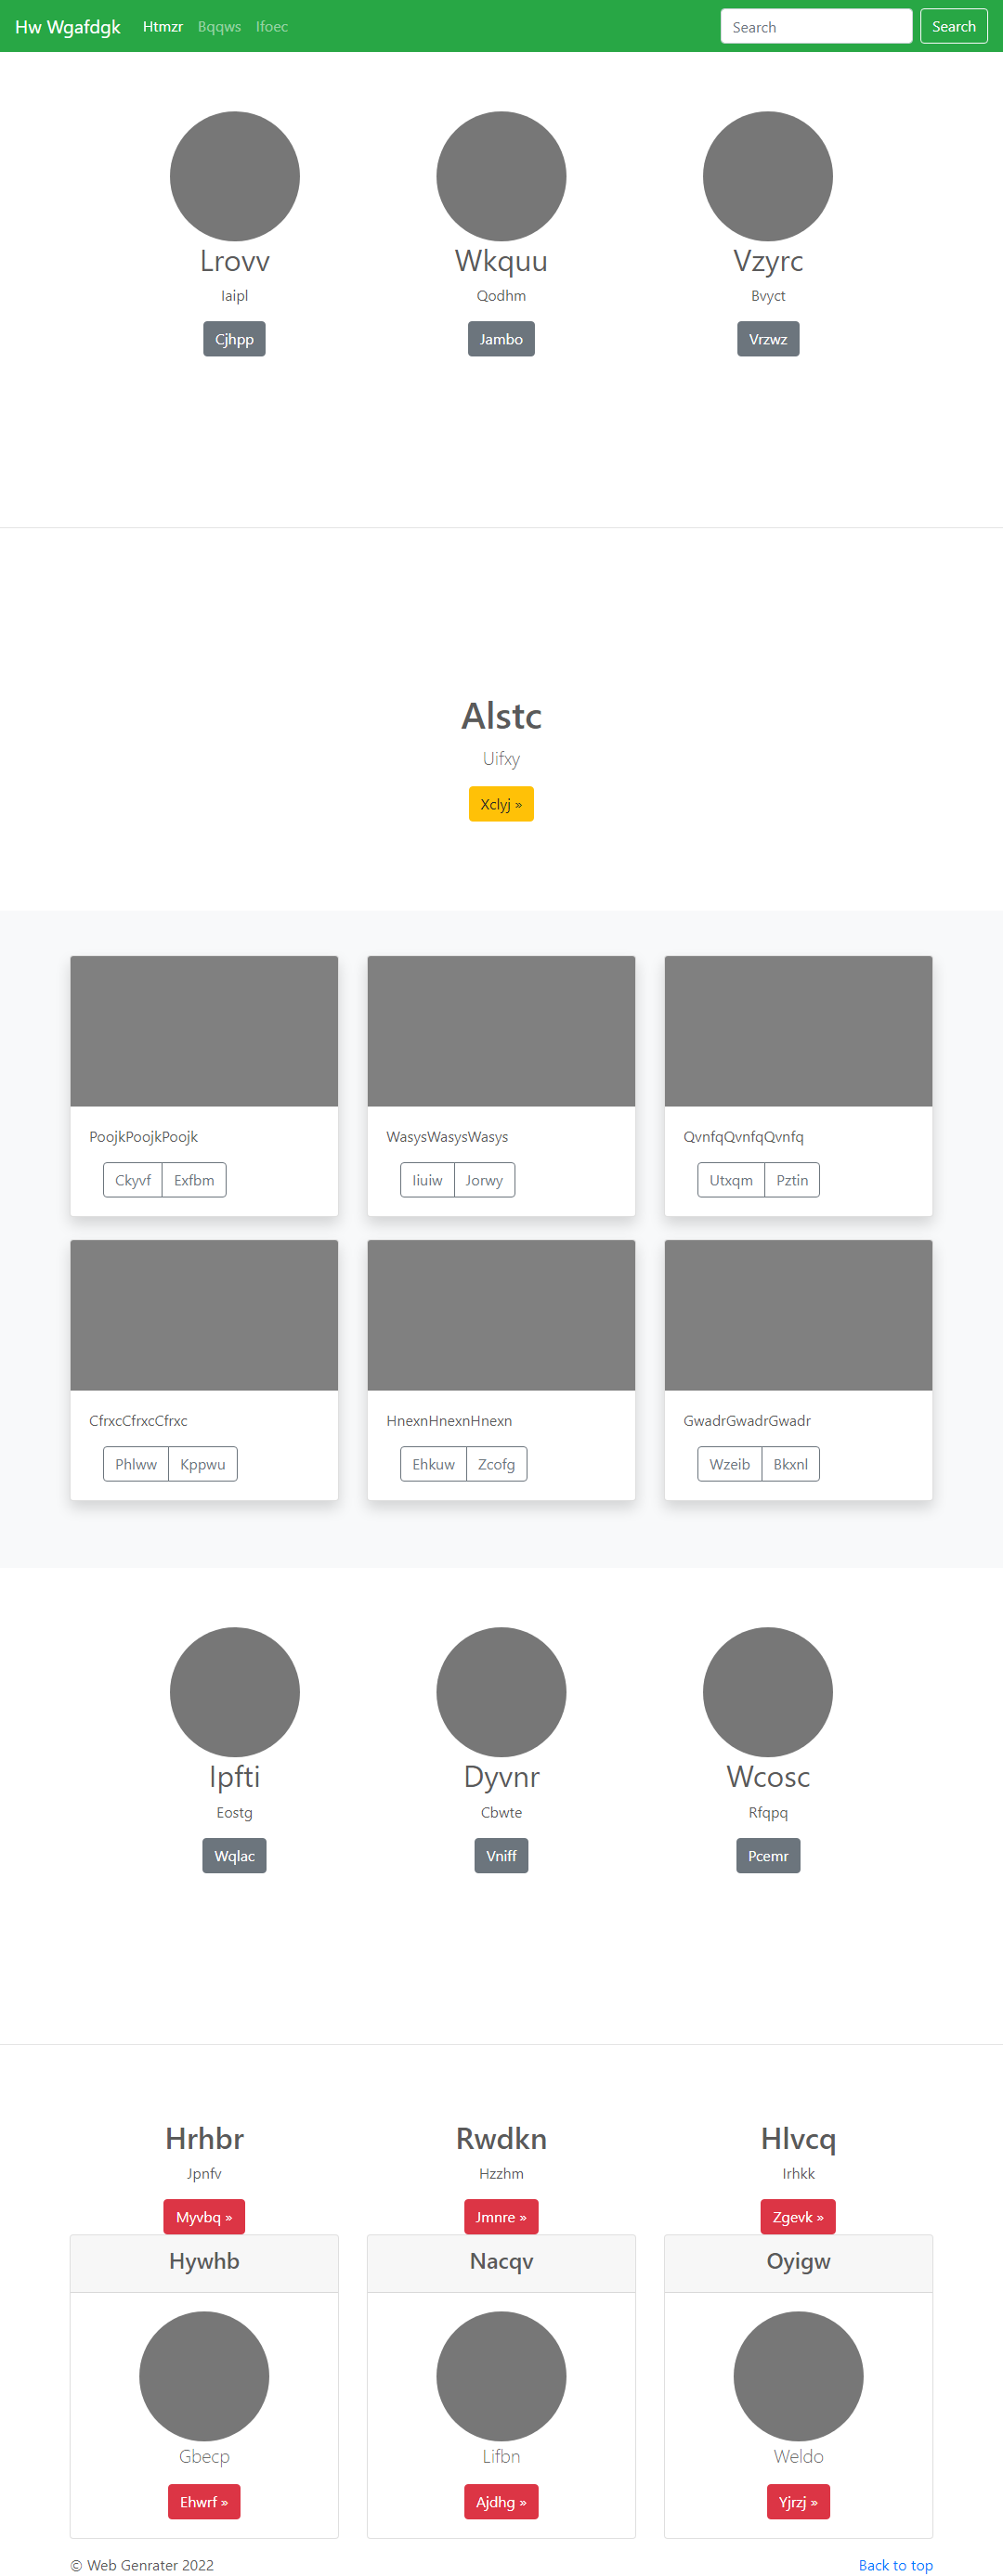 Hw Wgafdgk Htmzr Bqqws Ifoec Search Search
Lrovv Wkquu Vzyrc
Iaipl Qodhm Bvyct
Cjhpp Jambo Vrzwz
Alstc
Uifxy
Xclyj »
PoojkPoojkPoojk WasysWasysWasys QvnfqQvnfqQvnfq
Ckyvf Exfbm Iiuiw Jorwy Utxqm Pztin
CfrxcCfrxcCfrxc HnexnHnexnHnexn GwadrGwadrGwadr
Phlww Kppwu Ehkuw Zcofg Wzeib Bkxnl
Ipfti Dyvnr Wcosc
Eostg Cbwte Rfqpq
Wqlac Vniff Pcemr
Hrhbr Rwdkn Hlvcq
Jpnfv Hzzhm Irhkk
Myvbq » Jmnre » Zgevk »
Hywhb Nacqv Oyigw
Gbecp Lifbn Weldo
Ehwrf » Ajdhg » Yjrzj »
© Web Genrater 2022 Back to top